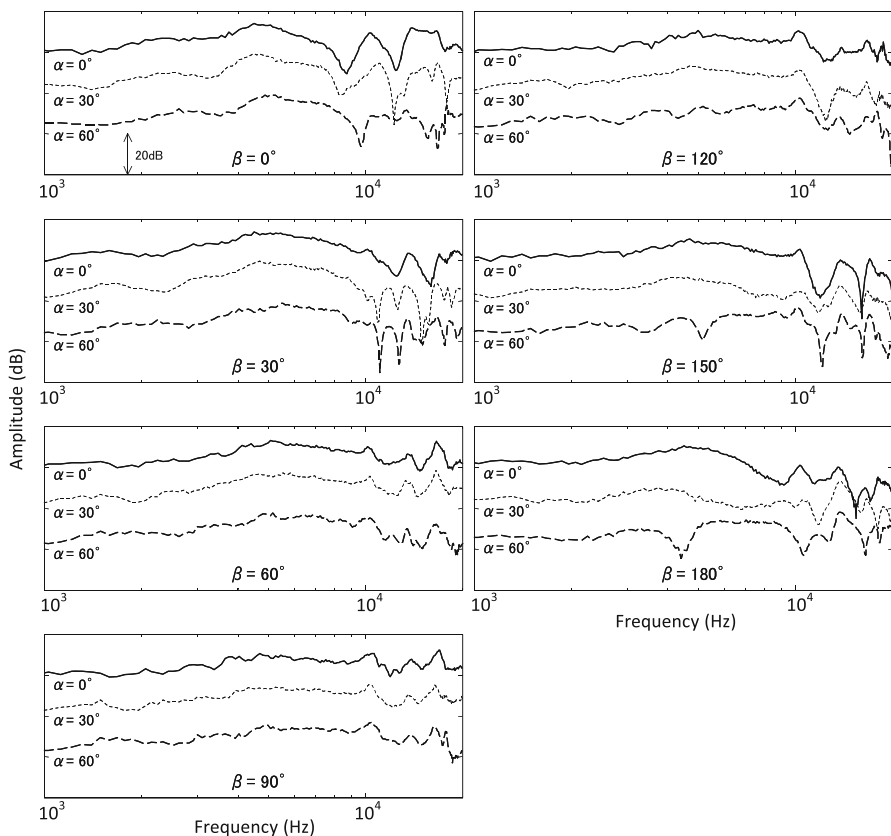 Amplitude (dB)
α = 0°
α = 30°
α = 60°
20dB
β = 0°
10³ 10⁴
α = 0°
α = 30°
α = 60°
β = 120°
10³ 10⁴
α = 0°
α = 30°
α = 60°
β = 30°
10³ 10⁴
α = 0°
α = 30°
α = 60°
β = 150°
10³ 10⁴
α = 0°
α = 30°
α = 60°
β = 60°
10³ 10⁴
α = 0°
α = 30°
α = 60°
β = 180°
10³ 10⁴
Frequency (Hz)
α = 0°
α = 30°
α = 60°
β = 90°
10³ 10⁴
Frequency (Hz)